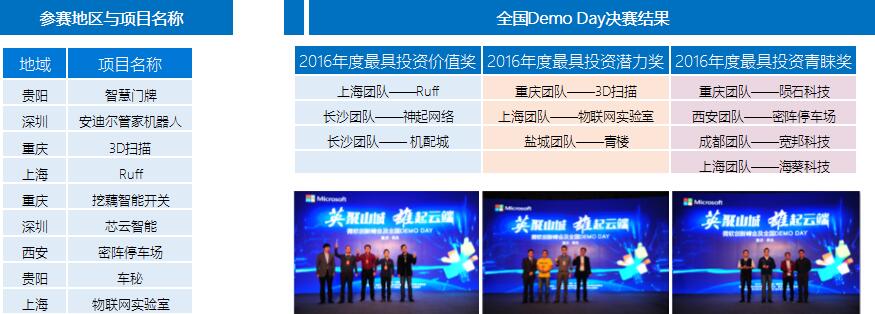 参赛地区与项目名称
地域 项目名称
贵阳 智慧门牌
深圳 安迪尔管家机器人
重庆 3D扫描
上海 Ruff
重庆 挖藕智能开关
深圳 芯云智能
西安 密阵停车场
贵阳 车秘
上海 物联网实验室
全国Demo Day决赛结果
2016年度最具投资价值奖 2016年度最具投资潜力奖 2016年度最具投资青睐奖
上海团队——Ruff 重庆团队——3D扫描 重庆团队——陨石科技
长沙团队——神起网络 上海团队——物联网实验室 西安团队——密阵停车场
长沙团队—— 机配城 盐城团队——青楼 成都团队——宽邦科技
上海团队——海葵科技
Microsoft
英聚山城 雄起云端
微软创新峰会及全国DEMO DAY
Microsoft
英聚山城 雄起云端
微软创新峰会及全国DEMO DAY
Microsoft
英聚山城 雄起云端
微软创新峰会及全国DEMO DAY